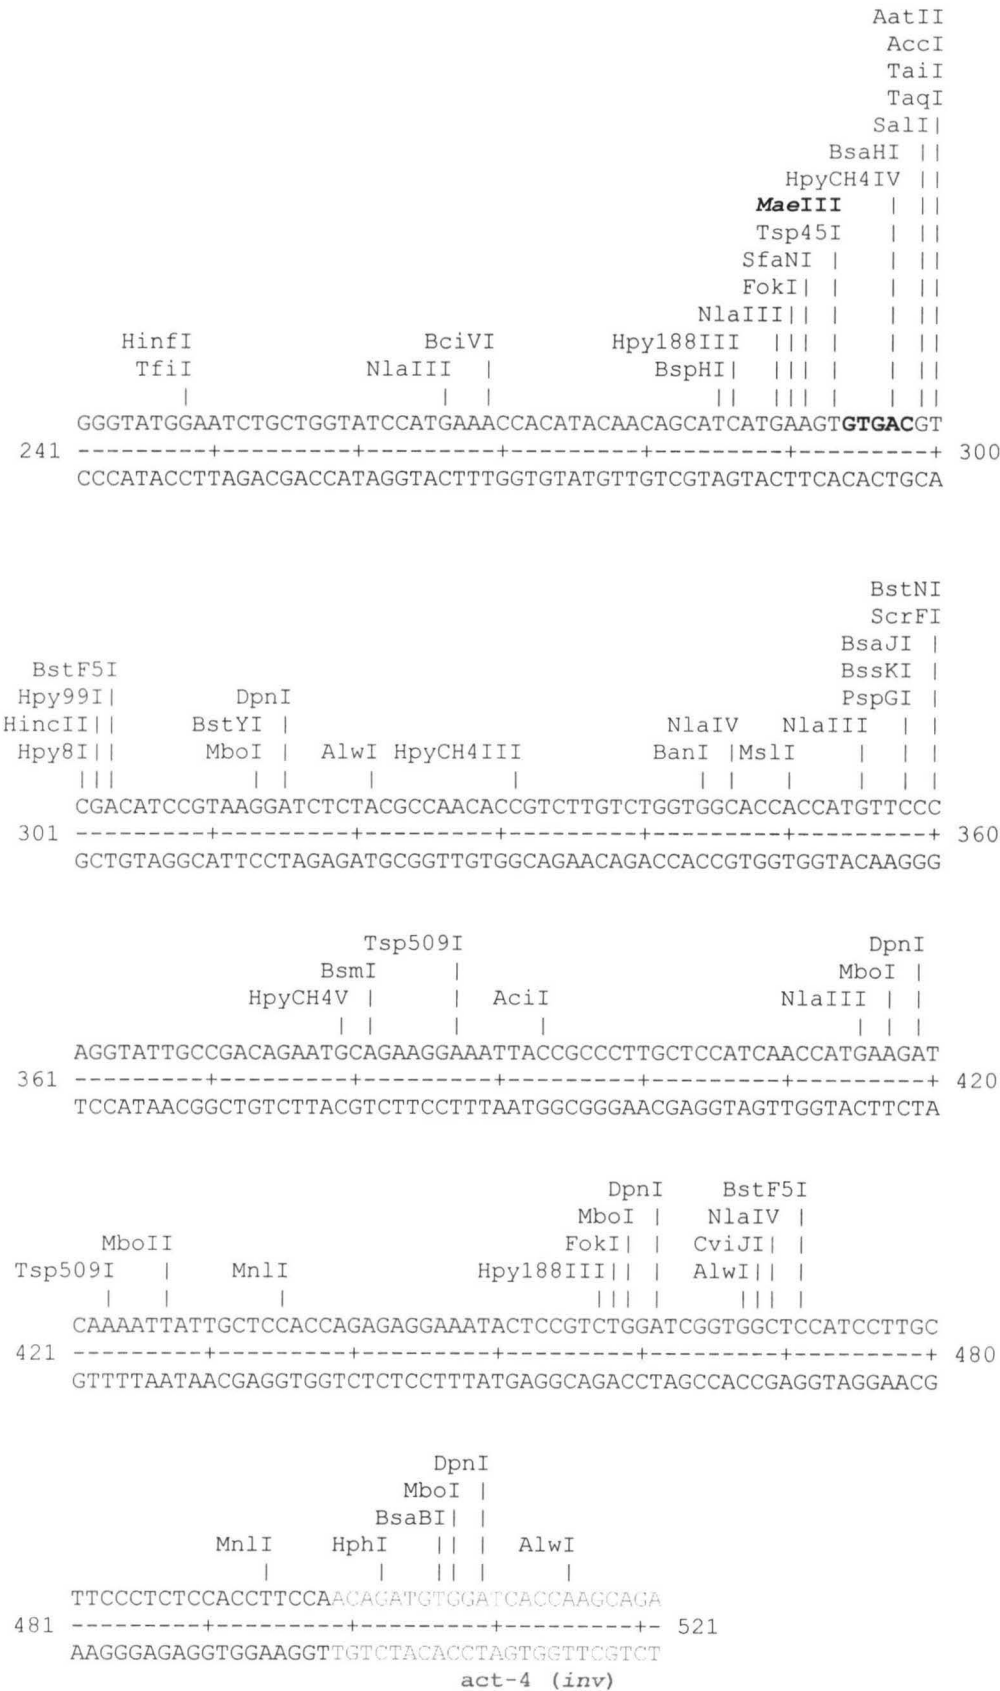 AatII
AccI
TaiI
TaqI
SalI|
BsaHI ||
HpyCH4IV ||
MaeIII | ||
Tsp45I | ||
SfaNI | | ||
FokI| | | ||
NlaIII|| | | ||
HinfI BciVI Hpy188III ||| | | ||
TfiI NlaIII | BspHI| ||| | | ||
| | | || ||| | | ||
GGGTATGGAATCTGCTGGTATCCATGAAACCACATACAACAGCATCATGAAGTGTGACGT
241 ---------+---------+---------+---------+---------+---------+ 300
CCCATACCTTAGACGACCATAGGTACTTTGGTGTATGTTGTCGTAGTACTTCACACTGCA
BstNI
ScrFI
BsaJI |
BstF5I BssKI |
Hpy99I| DpnI PspGI |
HincII|| BstYI | NlaIV NlaIII | |
Hpy8I|| MboI | AlwI HpyCH4III BanI |MslI | | |
||| | | | | | | | | | |
CGACATCCGTAAGGATCTCTACGCCAACACCGTCTTGTCTGGTGGCACCACCATGTTCCC
301 ---------+---------+---------+---------+---------+---------+ 360
GCTGTAGGCATTCCTAGAGATGCGGTTGTGGCAGAACAGACCACCGTGGTGGTACAAGGG
Tsp509I DpnI
BsmI | MboI |
HpyCH4V | | AciI NlaIII | |
| | | | | | |
AGGTATTGCCGACAGAATGCAGAAGGAAATTACCGCCCTTGCTCCATCAACCATGAAGAT
361 ---------+---------+---------+---------+---------+---------+ 420
TCCATAACGGCTGTCTTACGTCTTCCTTTAATGGCGGGAACGAGGTAGTTGGTACTTCTA
DpnI BstF5I
MboI | NlaIV |
MboII FokI| | CviJI| |
Tsp509I | MnlI Hpy188III|| | AlwI|| |
| | | ||| | ||| |
CAAAATTATTGCTCCACCAGAGAGGAAATACTCCGTCTGGATCGGTGGCTCCATCCTTGC
421 ---------+---------+---------+---------+---------+---------+ 480
GTTTTAATAACGAGGTGGTCTCTCCTTTATGAGGCAGACCTAGCCACCGAGGTAGGAACG
DpnI
MboI |
BsaBI| |
MnlI HphI || | AlwI
| | || | |
TTCCCTCTCCACCTTCCAACAGATGTGGATCACCAAGCAGA
481 ---------+---------+---------+---------+- 521
AAGGGAGAGGTGGAAGGTTGTCTACACCTAGTGGTTCGTCT
act-4 (inv)